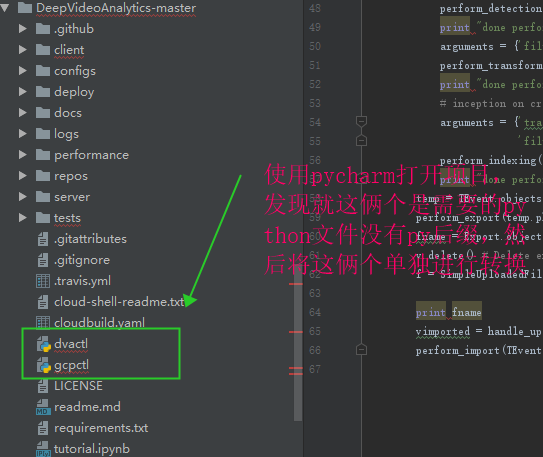 DeepVideoAnalytics-master
.github
client
configs
deploy
docs
logs
performance
repos
server
tests
.gitattributes
.gitignore
.travis.yml
cloud-shell-readme.txt
cloudbuild.yaml
dvactl
gcpctl
LICENSE
readme.md
requirements.txt
tutorial.ipynb
使用pycharm打开项目,
发现就这俩个是需要的py
thon文件没有py后缀,然
后将这俩个单独进行转换
48 perform_detection
49 print "done perfor
50 arguments = {'fil
51 perform_transform
52 print "done perfo
53 # inception on cr
54 arguments = {'tra
55 'fil
56 perform_indexing(
57 print "done perfo
58 temp = TEvent.objects
59 perform_export(temp.p
60 fname = Export.object
61 v.delete() # Delete e
62 f = SimpleUploadedFil
63
64 print fname
65 vimported = handle_up
66 perform_import(TEvent
67